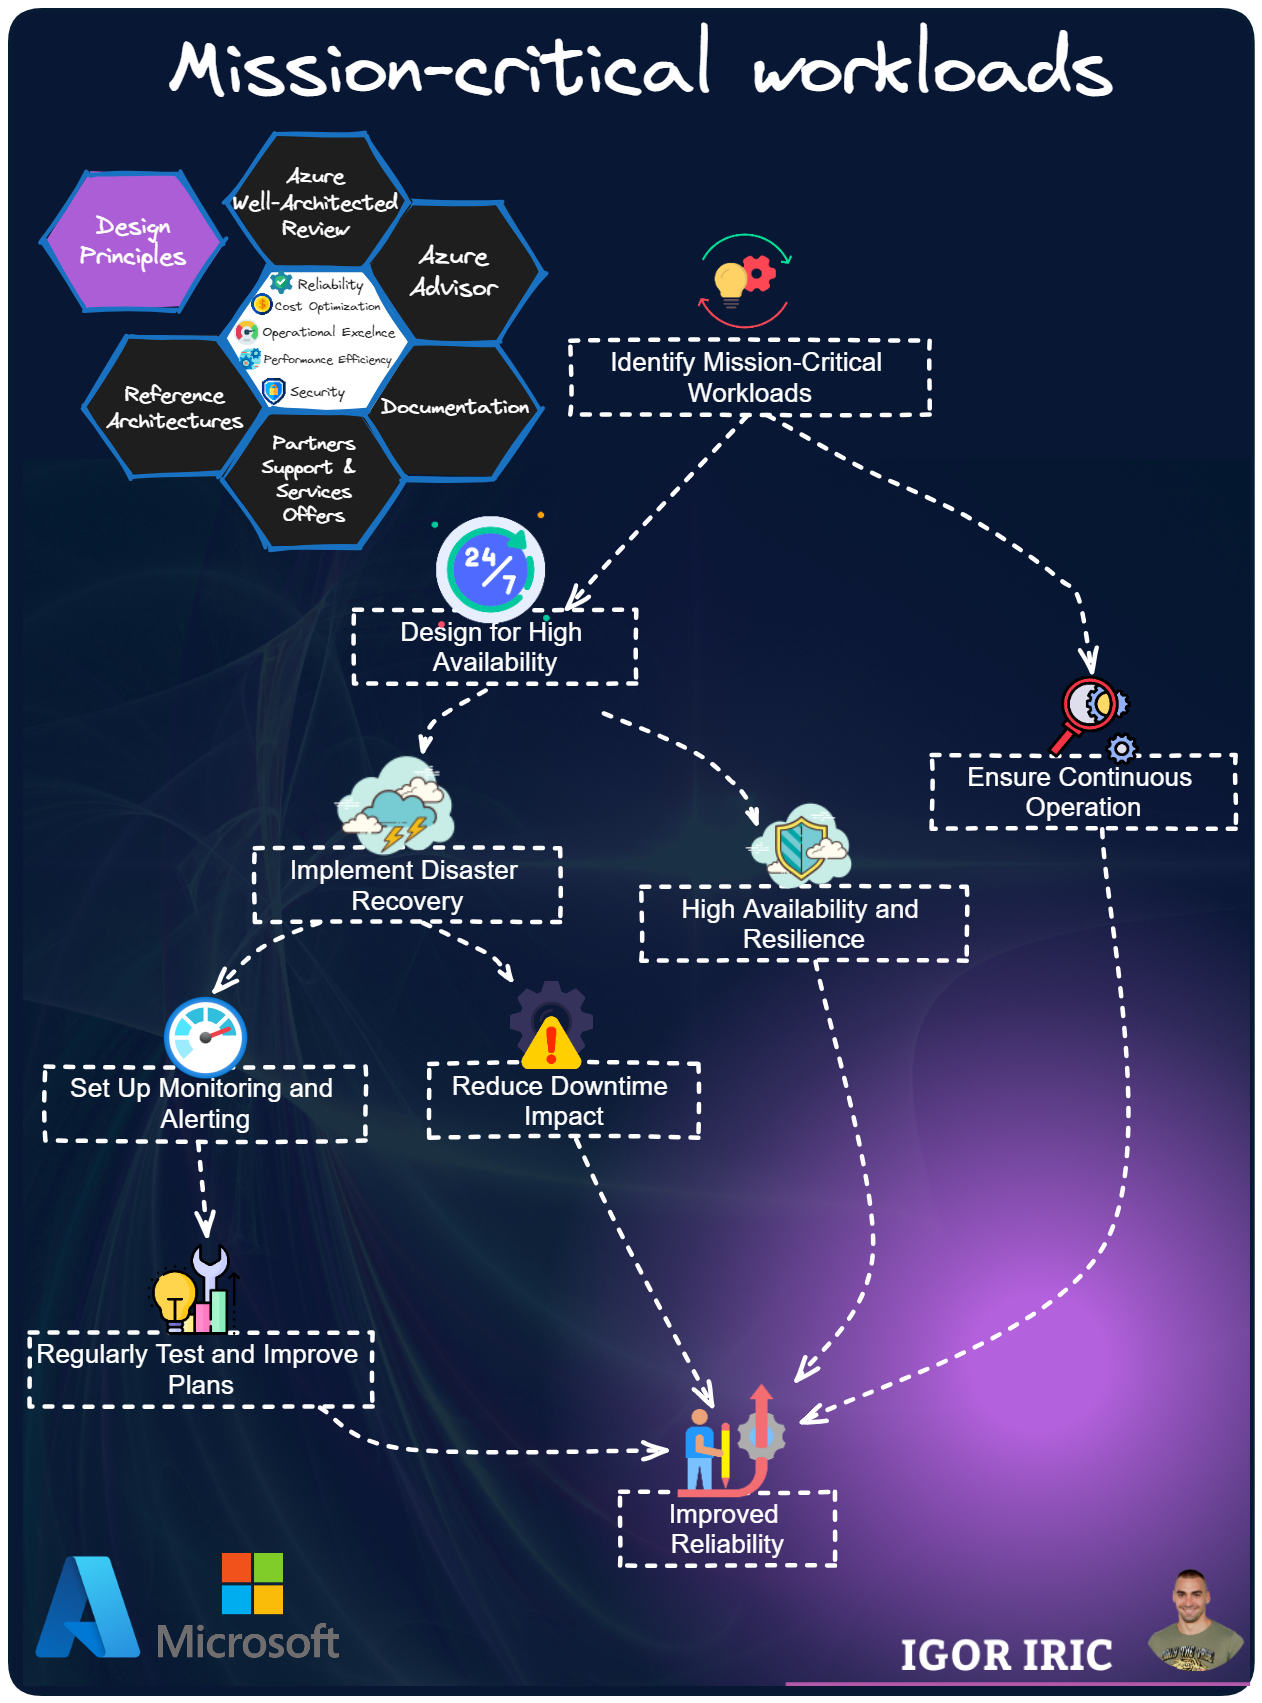 Mission-critical workloads
Design
Principles
Azure
Well-Architected
Review
Azure
Advisor
Reliability
Cost Optimization
Operational Excelnce
Performance Efficiency
Security
Reference
Architectures
Documentation
Partners
Support &
Services
Offers
Identify Mission-Critical
Workloads
24/7
Design for High
Availability
Ensure Continuous
Operation
Implement Disaster
Recovery
High Availability and
Resilience
Set Up Monitoring and
Alerting
Reduce Downtime
Impact
Regularly Test and Improve
Plans
Improved
Reliability
Microsoft
IGOR IRIC